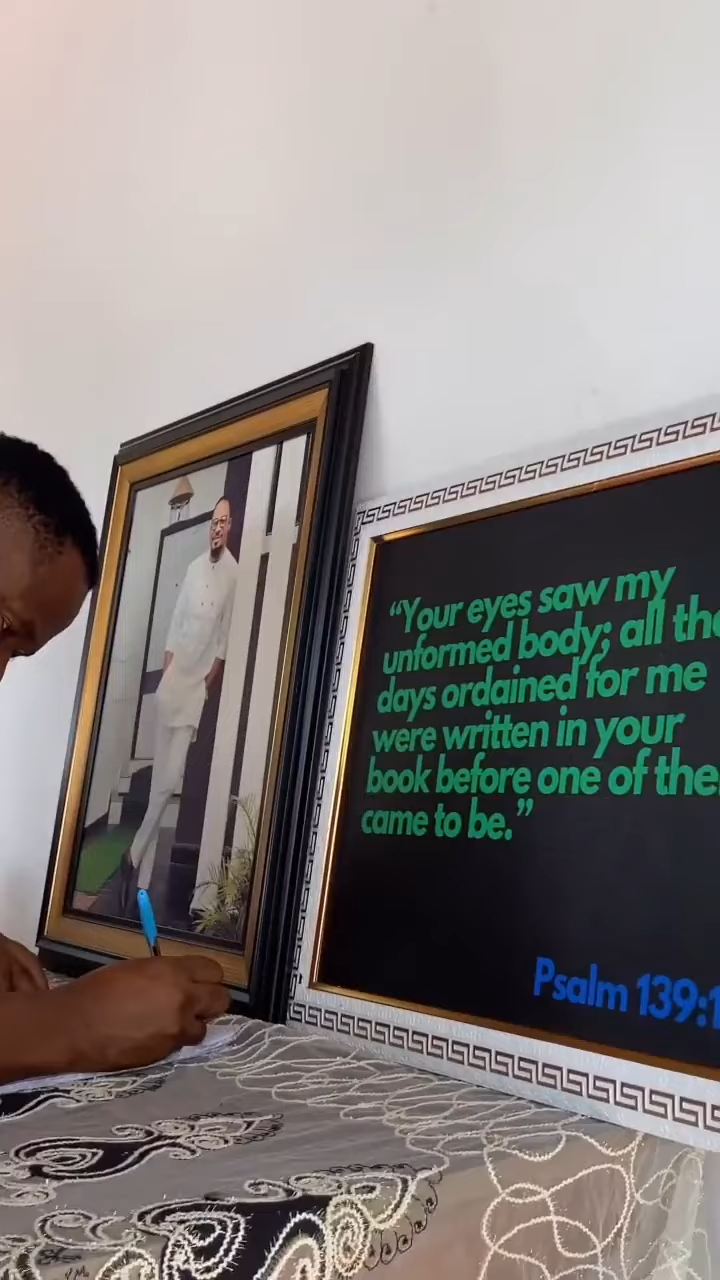 “Your eyes saw my
unformed body; all the
days ordained for me
were written in your
book before one of
came to be.”
Psalm 139:1